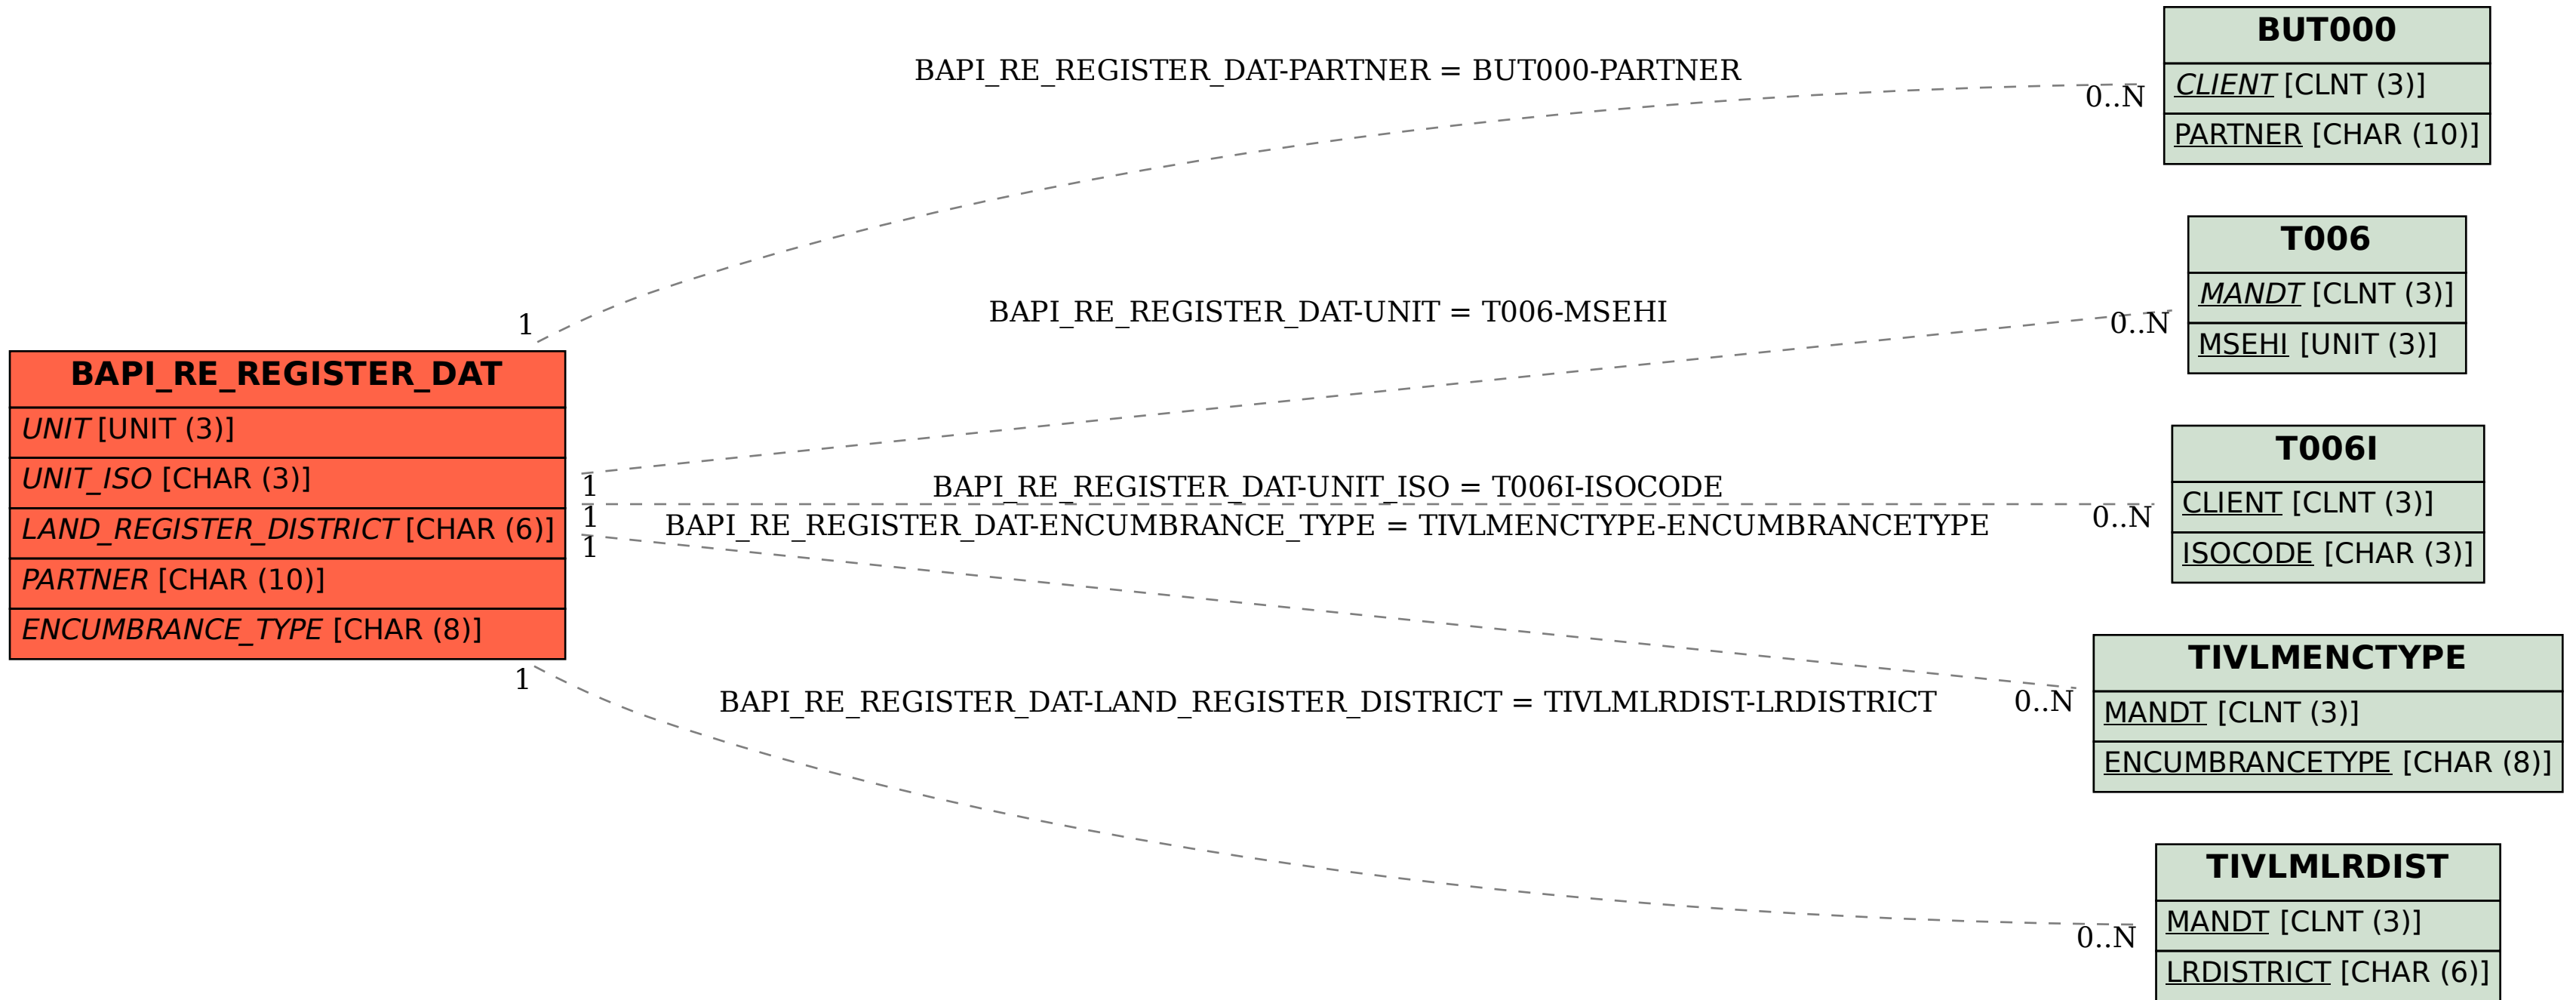 BAPI_RE_REGISTER_DAT
UNIT [UNIT (3)]
UNIT_ISO [CHAR (3)]
LAND_REGISTER_DISTRICT [CHAR (6)]
PARTNER [CHAR (10)]
ENCUMBRANCE_TYPE [CHAR (8)]
BAPI_RE_REGISTER_DAT-PARTNER = BUT000-PARTNER
1
0..N
BAPI_RE_REGISTER_DAT-UNIT = T006-MSEHI
1
0..N
BAPI_RE_REGISTER_DAT-UNIT_ISO = T006I-ISOCODE
1
0..N
BAPI_RE_REGISTER_DAT-ENCUMBRANCE_TYPE = TIVLMENCTYPE-ENCUMBRANCETYPE
1
0..N
BAPI_RE_REGISTER_DAT-LAND_REGISTER_DISTRICT = TIVLMLRDIST-LRDISTRICT
1
0..N
BUT000
CLIENT [CLNT (3)]
PARTNER [CHAR (10)]
T006
MANDT [CLNT (3)]
MSEHI [UNIT (3)]
T006I
CLIENT [CLNT (3)]
ISOCODE [CHAR (3)]
TIVLMENCTYPE
MANDT [CLNT (3)]
ENCUMBRANCETYPE [CHAR (8)]
TIVLMLRDIST
MANDT [CLNT (3)]
LRDISTRICT [CHAR (6)]